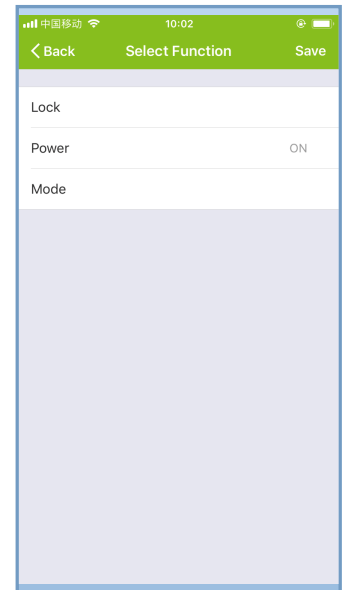 中国移动 10:02
Back Select Function Save
Lock
Power ON
Mode